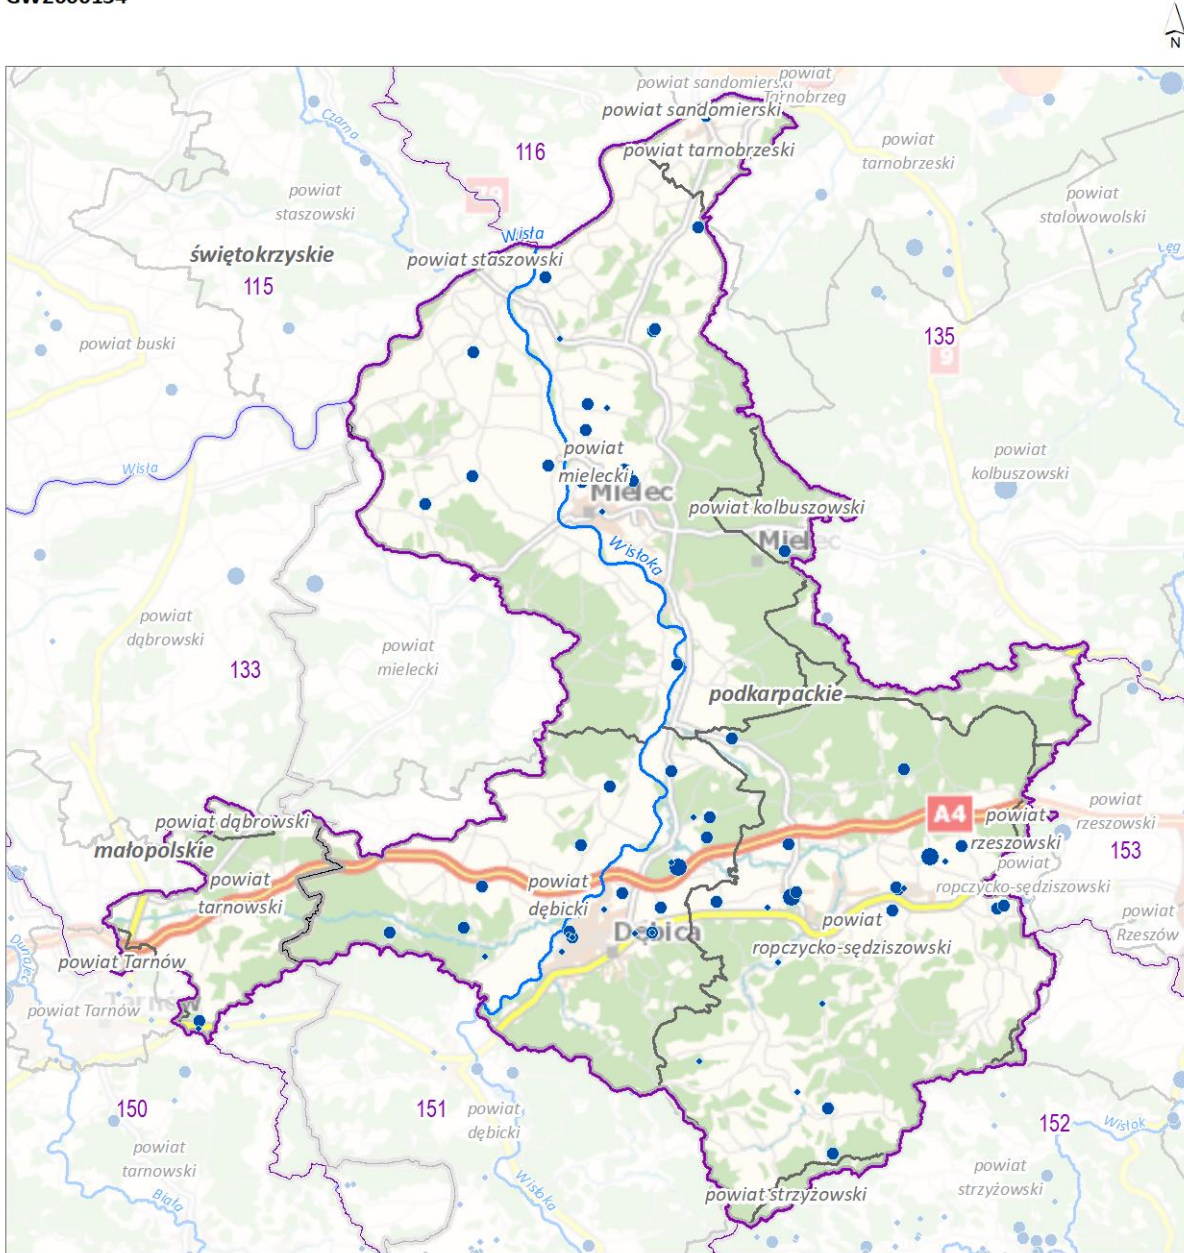 N
powiat sandomierski
powiat
Tarnobrzeg
powiat sandomierski
Czarna
116
powiat tarnobrzeski
powiat
tarnobrzeski
79
powiat
staszowski
powiat
stalowowolski
Wisła
świętokrzyskie
powiat staszowski
Łęg
115
135
powiat buski
9
powiat
mielecki
powiat
kolbuszowski
Wisła
Mielec
powiat kolbuszowski
Mielec
Wisłoka
powiat
dąbrowski
powiat
mielecki
133
podkarpackie
powiat dąbrowski
A4
powiat
rzeszowski
powiat
rzeszowski
małopolskie
153
powiat
tarnowski
powiat
dębicki
powiat
ropczycko-sędziszowski
powiat
Rzeszów
Dębica
powiat
ropczycko-sędziszowski
Dunajec
powiat Tarnów
Tarnów
powiat Tarnów
150
151
powiat
dębicki
152
Wisłok
powiat
tarnowski
powiat
strzyżowski
Biała
Wisłoka
powiat strzyżowski